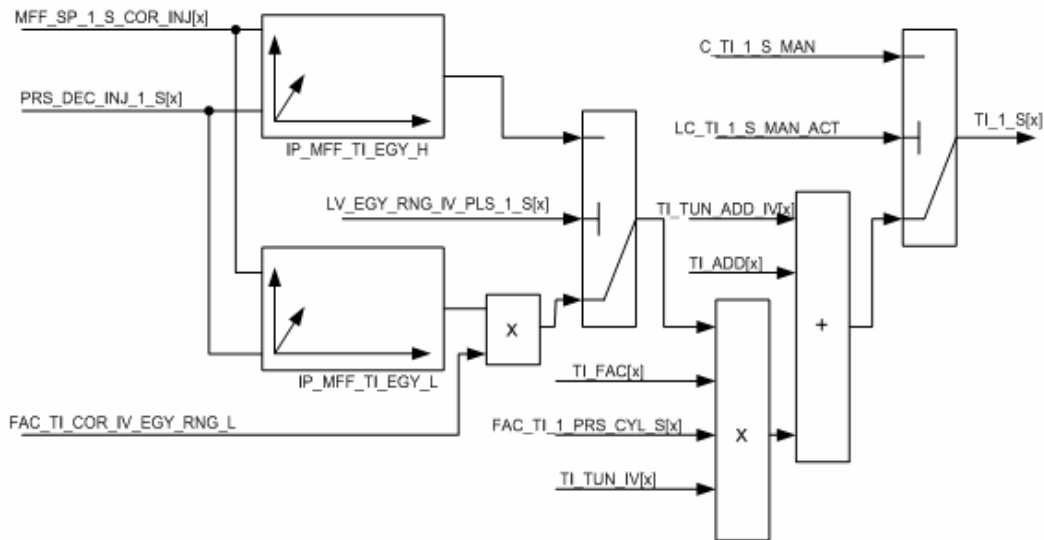 MFF_SP_1_S_COR_INJ[x]
C_TI_1_S_MAN
PRS_DEC_INJ_1_S[x]
LC_TI_1_S_MAN_ACT
TI_1_S[x]
IP_MFF_TI_EGY_H
LV_EGY_RNG_IV_PLS_1_S[x]
TI_TUN_ADD_IV[x]
TI_ADD[x]
X
+
TI_FAC[x]
IP_MFF_TI_EGY_L
FAC_TI_COR_IV_EGY_RNG_L
FAC_TI_1_PRS_CYL_S[x]
X
TI_TUN_IV[x]